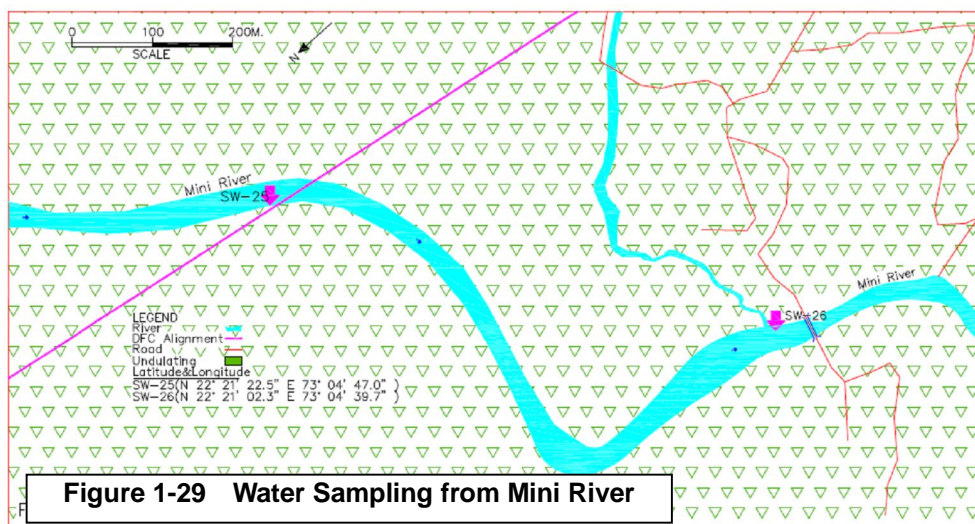 0 100 200M.
SCALE
N
Mini River
SW-25
Mini River
SW-26
LEGEND
River
DFC Alignment
Road
Undulating
Latitude&Longitude
SW-25(N 22° 21' 22.5" E 73° 04' 47.0" )
SW-26(N 22° 21' 02.3" E 73° 04' 39.7" )
Figure 1-29 Water Sampling from Mini River